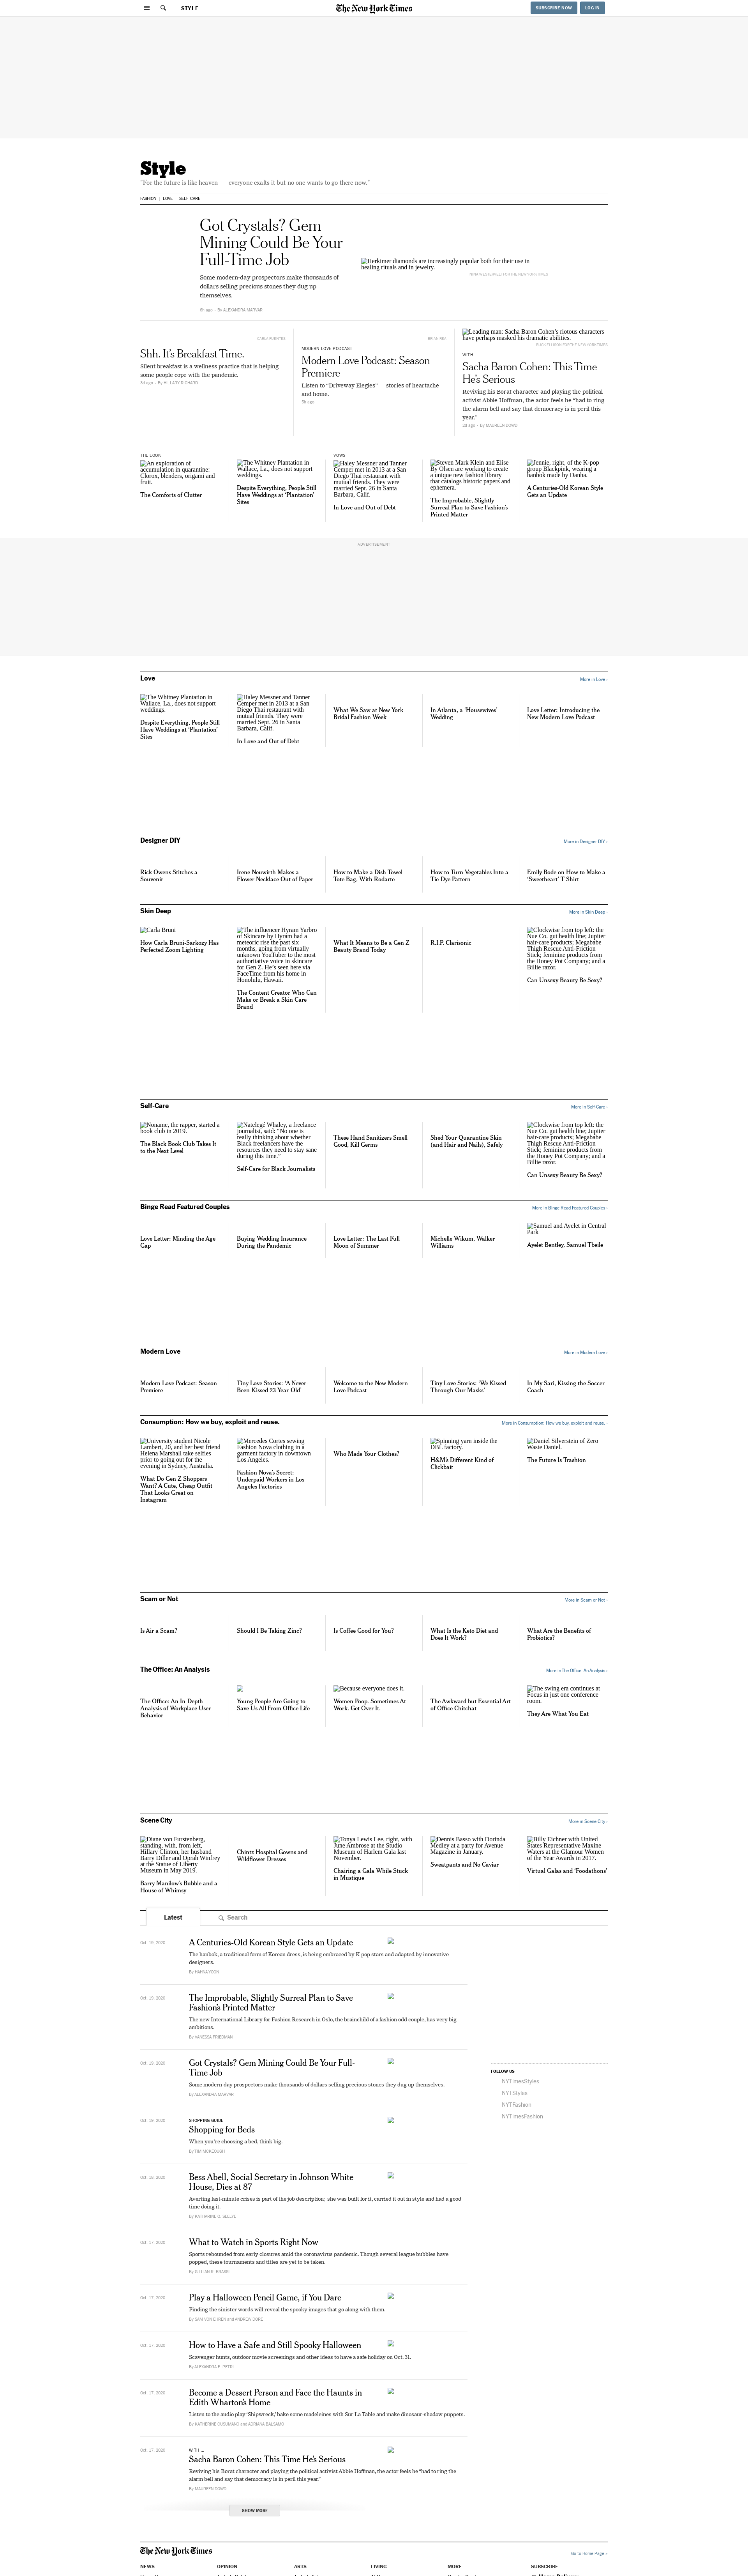 STYLE
The New York Times
SUBSCRIBE NOW
LOG IN
Style
"For the future is like heaven — everyone exalts it but no one wants to go there now."
FASHION
LOVE
SELF-CARE
Got Crystals? Gem
Mining Could Be Your
Full-Time Job
Some modern-day prospectors make thousands of
dollars selling precious stones they dug up
themselves.
By ALEXANDRA MARVAR
Herkimer diamonds are increasingly popular both for their use in
healing rituals and in jewelry.
Shh. It's Breakfast Time.
Silent breakfast is a wellness practice that is helping
some people cope with the pandemic.
3d ago · By HILLARY RICHARD
MODERN LOVE PODCAST
Modern Love Podcast: Season
Premiere
Listen to "Driveway Elegies" — stories of heartache
and home.
Leading man: Sacha Baron Cohen's riotous characters
have perhaps masked his dramatic abilities.
WITH ...
Sacha Baron Cohen: This Time
He's Serious
Reviving his Borat character and playing the political
activist Abbie Hoffman, the actor feels he "had to ring
the alarm bell and say that democracy is in peril this
year."
2d ago · By MAUREEN DOWD
THE LOOK
An exploration of
accumulation in quarantine:
Clorox, blenders, origami and
fruit.
The Comforts of Clutter
The Whitney Plantation in
Wallace, La., does not support
weddings.
Despite Everything, People Still
Have Weddings at 'Plantation'
Sites
VOWS
Haley Messner and Tanner
Cemper met in 2013 at a San
Diego Thai restaurant with
mutual friends. They were
married Sept. 26 in Santa
Barbara, Calif.
In Love and Out of Debt
Steven Mark Klein and Elise
By Olsen are working to create
a unique new fashion library
that catalogs historic papers and
ephemera.
The Improbable, Slightly
Surreal Plan to Save Fashion's
Printed Matter
Jennie, right, of the K-pop
group Blackpink, wearing a
hanbok made by Danha.
A Centuries-Old Korean Style
Gets an Update
ADVERTISEMENT
Love
More in Love ›
The Whitney Plantation in
Wallace, La., does not support
weddings.
Despite Everything, People Still
Have Weddings at 'Plantation'
Sites
Haley Messner and Tanner
Cemper met in 2013 at a San
Diego Thai restaurant with
mutual friends. They were
married Sept. 26 in Santa
Barbara, Calif.
In Love and Out of Debt
What We Saw at New York
Bridal Fashion Week
In Atlanta, a 'Housewives'
Wedding
Love Letter: Introducing the
New Modern Love Podcast
Designer DIY
More in Designer DIY ›
Rick Owens Stitches a
Souvenir
Irene Neuwirth Makes a
Flower Necklace Out of Paper
How to Make a Dish Towel
Tote Bag, With Rodarte
How to Turn Vegetables Into a
Tie-Dye Pattern
Emily Bode on How to Make a
'Sweetheart' T-Shirt
Skin Deep
More in Skin Deep ›
Carla Bruni
How Carla Bruni-Sarkozy Has
Perfected Zoom Lighting
The influencer Hyram Yarbro
of Skincare by Hyram had a
meteoric rise the past six
months, going from virtually
unknown YouTuber to the most
authoritative voice in skincare
for Gen Z. He's seen here via
FaceTime from his home in
Honolulu, Hawaii.
The Content Creator Who Can
Make or Break a Skin Care
Brand
What It Means to Be a Gen Z
Beauty Brand Today
R.I.P. Clarisonic
Clockwise from top left: the
Nue Co. gut health line; Jupiter
hair-care products; Megababe
Thigh Rescue Anti-Friction
Stick; feminine products from
the Honey Pot Company; and a
Billie razor.
Can Unsexy Beauty Be Sexy?
Self-Care
More in Self-Care ›
Noname, the rapper, started a
book club in 2019.
The Black Book Club Takes It
to the Next Level
Natelegé Whaley, a freelance
journalist, said: "No one is
really thinking about whether
Black freelancers have the
resources they need to stay sane
during this time."
Self-Care for Black Journalists
These Hand Sanitizers Smell
Good, Kill Germs
Shed Your Quarantine Skin
(and Hair and Nails), Safely
Clockwise from top left: the
Nue Co. gut health line; Jupiter
hair-care products; Megababe
Thigh Rescue Anti-Friction
Stick; feminine products from
the Honey Pot Company; and a
Billie razor.
Can Unsexy Beauty Be Sexy?
Binge Read Featured Couples
More in Binge Read Featured Couples ›
Love Letter: Minding the Age
Gap
Buying Wedding Insurance
During the Pandemic
Love Letter: The Last Full
Moon of Summer
Michelle Wikum, Walker
Williams
Samuel and Ayelet in Central
Park
Ayelet Bentley, Samuel Tbeile
Modern Love
More in Modern Love ›
Modern Love Podcast: Season
Premiere
Tiny Love Stories: 'A Never-
Been-Kissed 23-Year-Old'
Welcome to the New Modern
Love Podcast
Tiny Love Stories: 'We Kissed
Through Our Masks'
In My Sari, Kissing the Soccer
Coach
Consumption: How we buy, exploit and reuse.
More in Consumption: How we buy, exploit and reuse. ›
University student Nicole
Lambert, 20, and her best friend
Helena Marshall take selfies
prior to going out for the
evening in Sydney, Australia.
What Do Gen Z Shoppers
Want? A Cute, Cheap Outfit
That Looks Great on
Instagram
Mercedes Cortes sewing
Fashion Nova clothing in a
garment factory in downtown
Los Angeles.
Fashion Nova's Secret:
Underpaid Workers in Los
Angeles Factories
Who Made Your Clothes?
Spinning yarn inside the
DBL factory.
H&M's Different Kind of
Clickbait
Daniel Silverstein of Zero
Waste Daniel.
The Future Is Trashion
Scam or Not
More in Scam or Not ›
Is Air a Scam?
Should I Be Taking Zinc?
Is Coffee Good for You?
What Is the Keto Diet and
Does It Work?
What Are the Benefits of
Probiotics?
The Office: An Analysis
More in The Office: An Analysis ›
The Office: An In-Depth
Analysis of Workplace User
Behavior
Young People Are Going to
Save Us All From Office Life
Because everyone does it.
Women Poop. Sometimes At
Work. Get Over It.
The Awkward but Essential Art
of Office Chitchat
The swing era continues at
Focus in just one conference
room.
They Are What You Eat
Scene City
More in Scene City ›
Diane von Furstenberg,
standing, with, from left,
Hillary Clinton, her husband
Barry Diller and Oprah Winfrey
at the Statue of Liberty
Museum in May 2019.
Barry Manilow's Bubble and a
House of Whimsy
Chintz Hospital Gowns and
Wildflower Dresses
Tonya Lewis Lee, right, with
June Ambrose at the Studio
Museum of Harlem Gala last
November.
Chairing a Gala While Stuck
in Mustique
Dennis Basso with Dorinda
Medley at a party for Avenue
Magazine in January.
Sweatpants and No Caviar
Billy Eichner with United
States Representative Maxine
Waters at the Glamour Women
of the Year Awards in 2017.
Virtual Galas and 'Foodathons'
Latest
Search
Oct. 19, 2020
A Centuries-Old Korean Style Gets an Update
The hanbok, a traditional form of Korean dress, is being embraced by K-pop stars and adapted by innovative
designers.
By HAHNA YOON
Oct. 19, 2020
The Improbable, Slightly Surreal Plan to Save
Fashion's Printed Matter
The new International Library for Fashion Research in Oslo, the brainchild of a fashion odd couple, has very big
ambitions.
By VANESSA FRIEDMAN
Oct. 19, 2020
Got Crystals? Gem Mining Could Be Your Full-
Time Job
Some modern-day prospectors make thousands of dollars selling precious stones they dug up themselves.
By ALEXANDRA MARVAR
FOLLOW US
NYTimesStyles
NYTStyles
NYTFashion
NYTimesFashion
SHOPPING GUIDE
Shopping for Beds
When you're choosing a bed, think big.
By TIM MCKEOUGH
Bess Abell, Social Secretary in Johnson White
House, Dies at 87
Averting last-minute crises is part of the job description; she was built for it, carried it out in style and had a good
time doing it.
By KATHARINE Q. SEELYE
Oct. 17, 2020
What to Watch in Sports Right Now
Sports rebounded from early closures amid the coronavirus pandemic. Though several league bubbles have
popped, these tournaments and titles are yet to be taken.
By GILLIAN R. BRASSIL
Oct. 17, 2020
Play a Halloween Pencil Game, if You Dare
Finding the sinister words will reveal the spooky images that go along with them.
Oct. 17, 2020
How to Have a Safe and Still Spooky Halloween
Scavenger hunts, outdoor movie screenings and other ideas to have a safe holiday on Oct. 31.
By ALEXANDRA E. PETRI
Oct. 17, 2020
Become a Dessert Person and Face the Haunts in
Edith Wharton's Home
Listen to the audio play 'Shipwreck,' bake some madeleines with Sur La Table and make dinosaur-shadow puppets.
By KATHERINE CUSUMANO and ADRIANA BALSAMO
Oct. 17, 2020
WITH ...
Sacha Baron Cohen: This Time He's Serious
Reviving his Borat character and playing the political activist Abbie Hoffman, the actor feels he "had to ring the
alarm bell and say that democracy is in peril this year."
By MAUREEN DOWD
SHOW MORE
The New York Times
Go to Home Page »
NEWS
OPINION
ARTS
LIVING
MORE
SUBSCRIBE